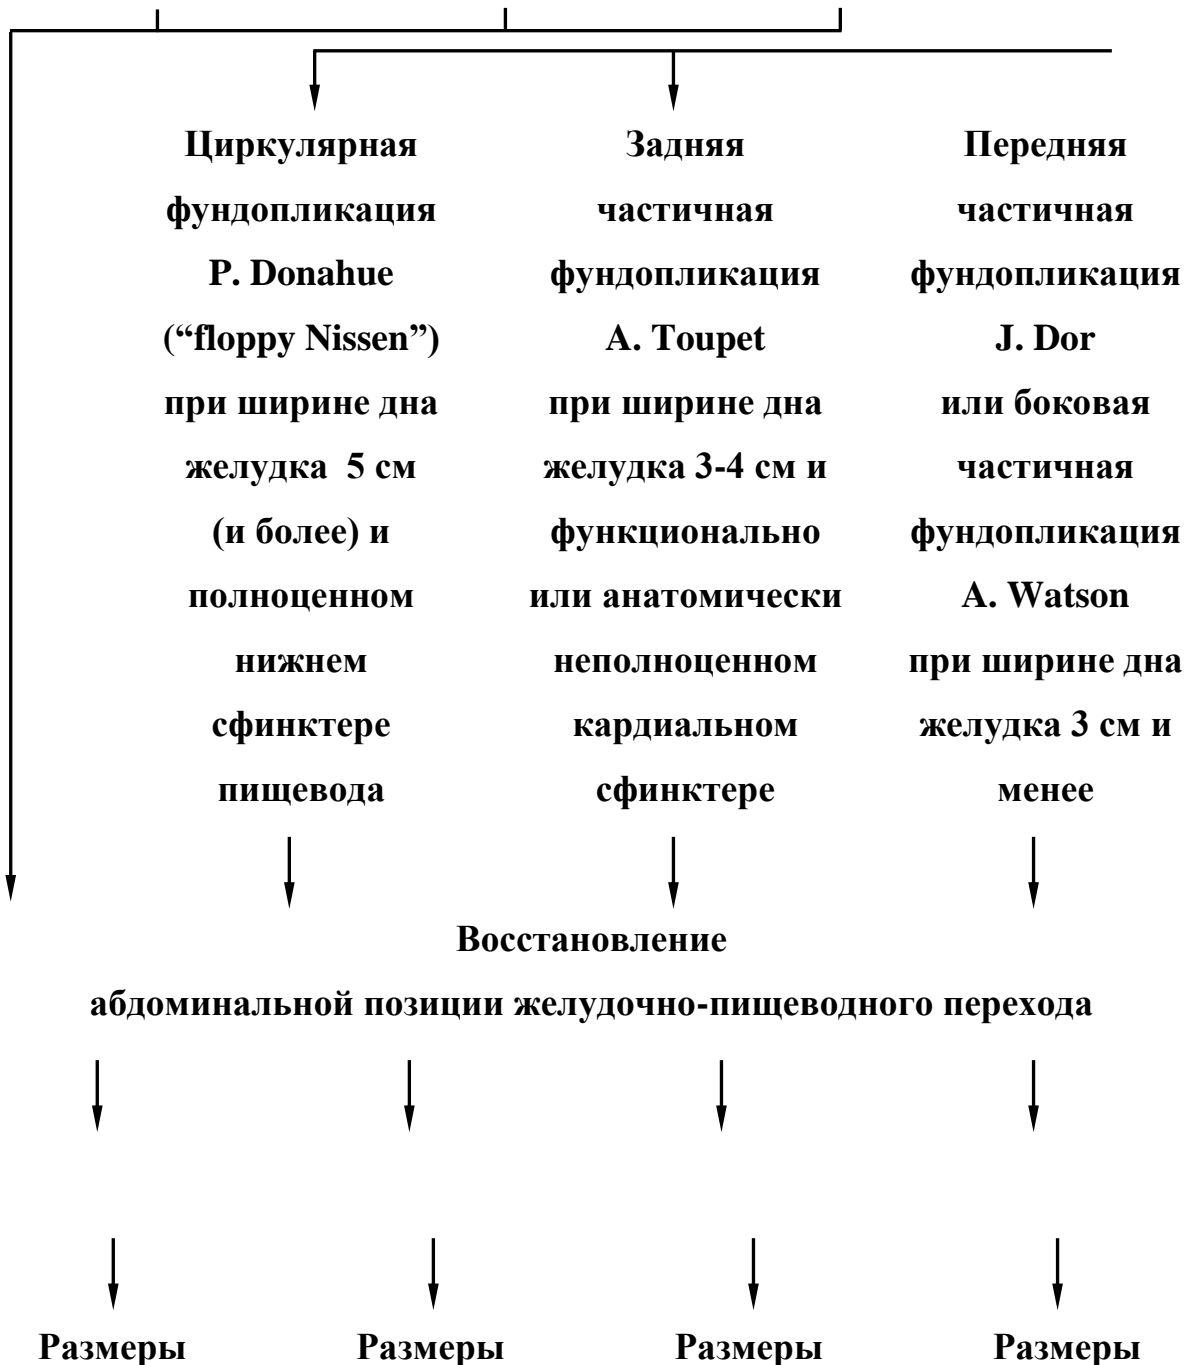 Циркулярная
фундопликация
P. Donahue
(“floppy Nissen”)
при ширине дна
желудка 5 см
(и более) и
полноценном
нижнем
сфинктере
пищевода
Задняя
частичная
фундопликация
A. Toupet
при ширине дна
желудка 3-4 см и
функционально
или анатомически
неполноценном
кардиальном
сфинктере
Передняя
частичная
фундопликация
J. Dor
или боковая
частичная
фундопликация
A. Watson
при ширине дна
желудка 3 см и
менее
Восстановление
абдоминальной позиции желудочно-пищеводного перехода
Размеры
Размеры
Размеры
Размеры